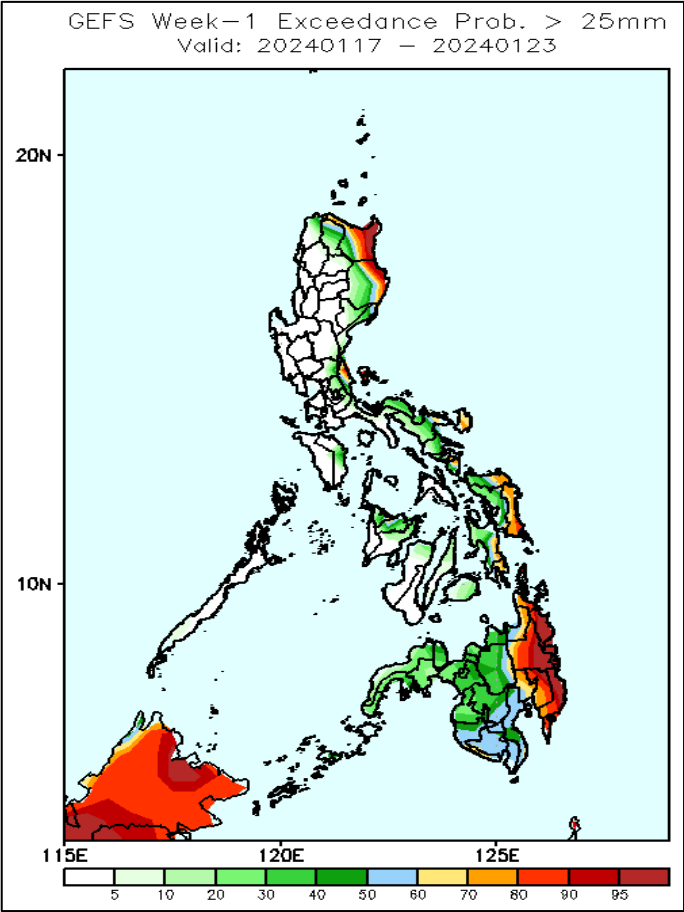 GEFS Week-1 Exceedance Prob. > 25mm
Valid: 20240117 - 20240123
20N
10N
115E 120E 125E
5 10 20 30 40 50 60 70 80 90 95